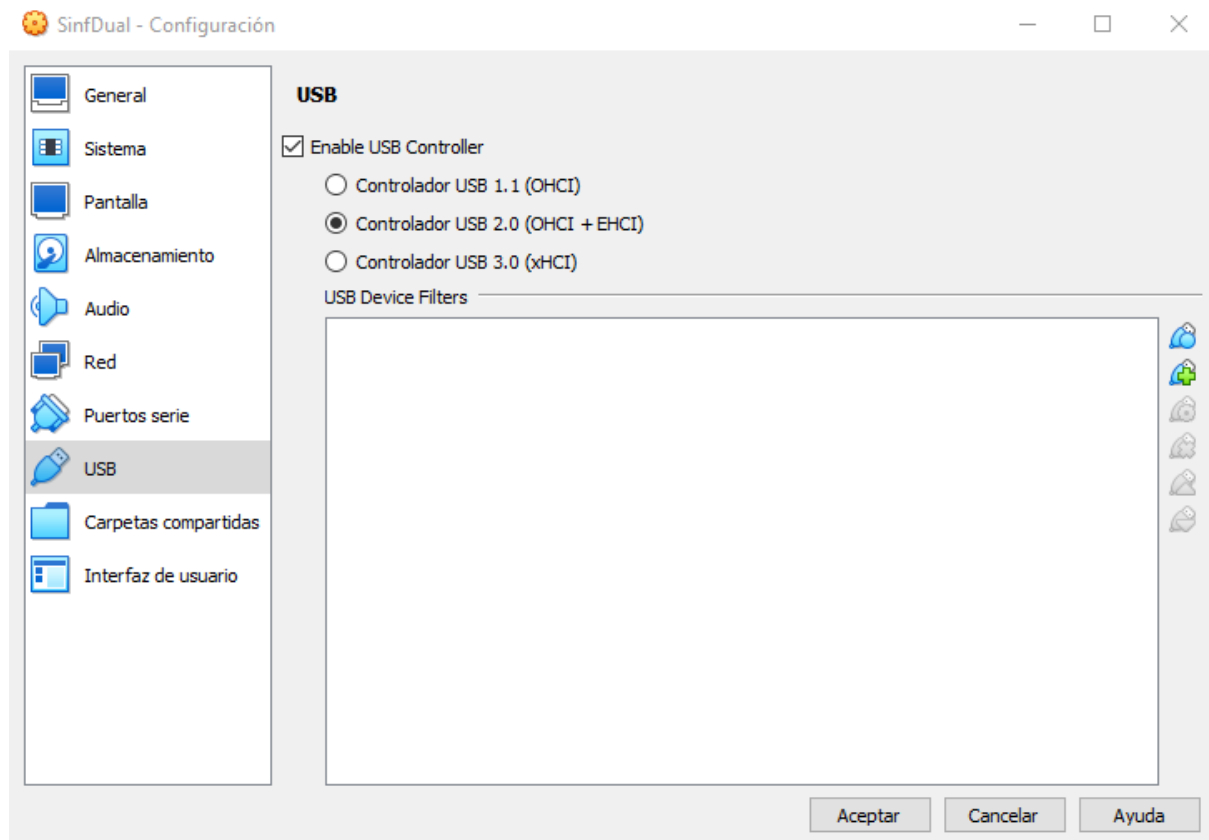 SinfDual - Configuración
General
Sistema
Pantalla
Almacenamiento
Audio
Red
Puertos serie
USB
Carpetas compartidas
Interfaz de usuario
USB
Enable USB Controller
Controlador USB 1.1 (OHCI)
Controlador USB 2.0 (OHCI + EHCI)
Controlador USB 3.0 (xHCI)
USB Device Filters
Aceptar
Cancelar
Ayuda